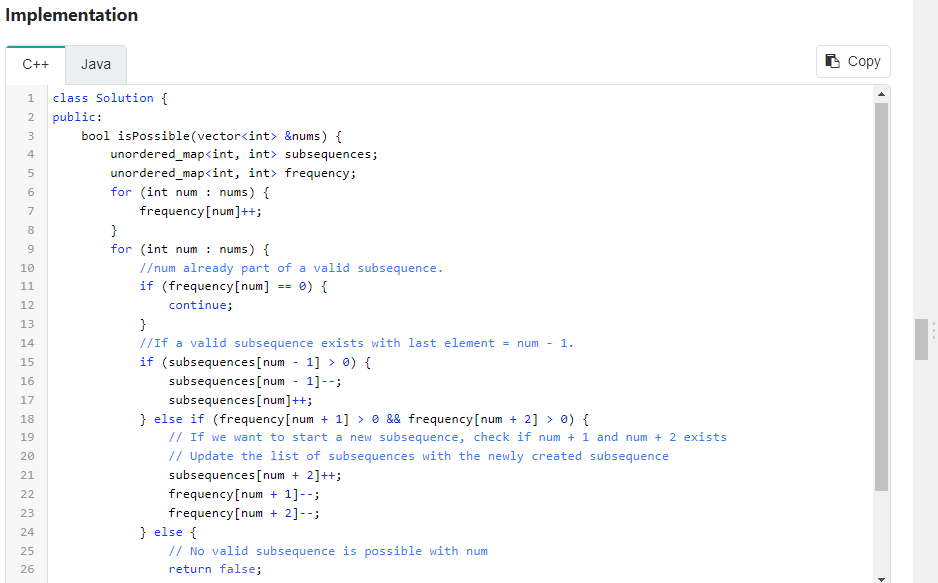 Implementation
C++ Java Copy
1 class Solution {
2 public:
3     bool isPossible(vector<int> &nums) {
4         unordered_map<int, int> subsequences;
5         unordered_map<int, int> frequency;
6         for (int num : nums) {
7             frequency[num]++;
8         }
9         for (int num : nums) {
10             //num already part of a valid subsequence.
11             if (frequency[num] == 0) {
12                 continue;
13             }
14             //If a valid subsequence exists with last element = num - 1.
15             if (subsequences[num - 1] > 0) {
16                 subsequences[num - 1]--;
17                 subsequences[num]++;
18             } else if (frequency[num + 1] > 0 && frequency[num + 2] > 0) {
19                 // If we want to start a new subsequence, check if num + 1 and num + 2 exists
20                 // Update the list of subsequences with the newly created subsequence
21                 subsequences[num + 2]++;
22                 frequency[num + 1]--;
23                 frequency[num + 2]--;
24             } else {
25                 // No valid subsequence is possible with num
26                 return false;